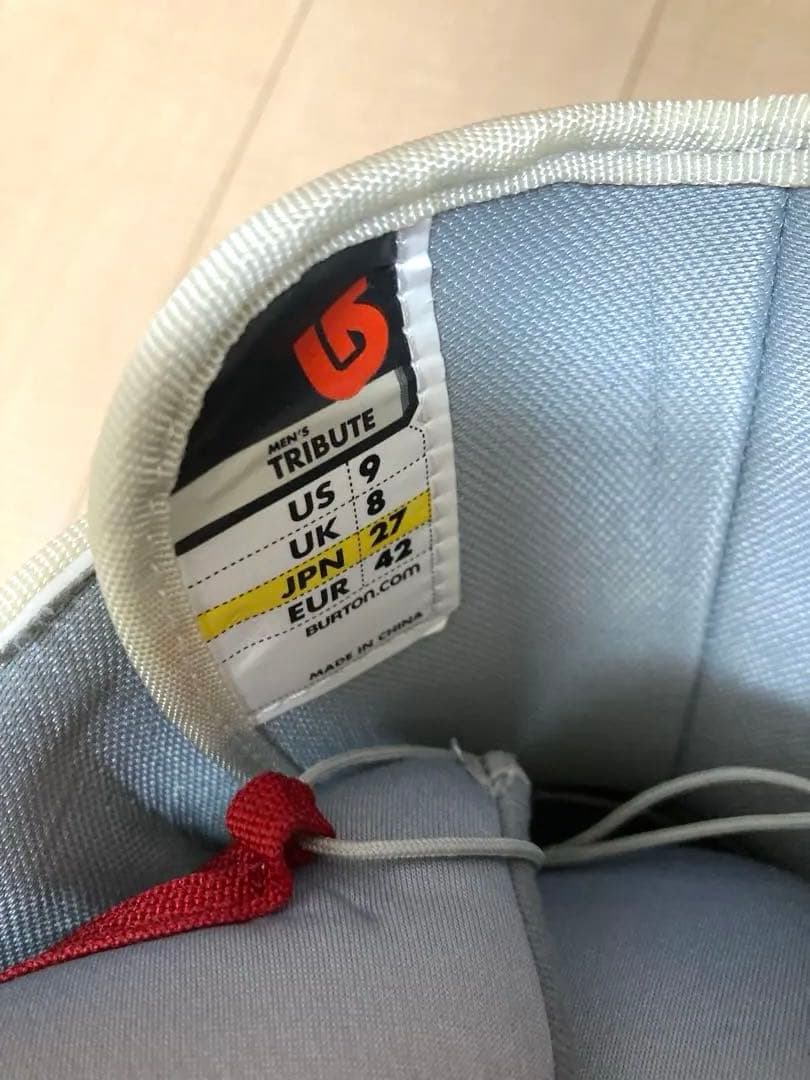 MEN'S
TRIBUTE
US 9
UK 8
JPN 27
EUR 42
BURTON.COM
MADE IN CHINA